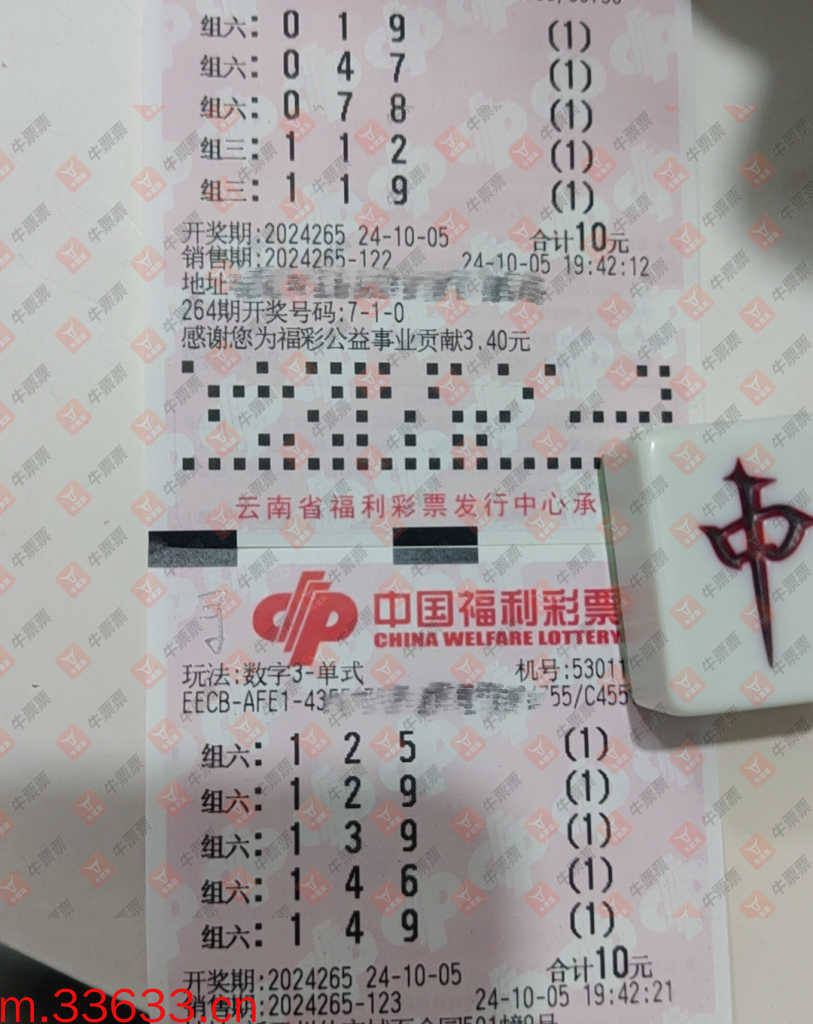 组六: 0 1 9 (1)
组六: 0 4 7 (1)
组六: 0 7 8 (1)
组三: 1 1 2 (1)
组三: 1 1 9 (1)
开奖期:2024265 24-10-05 合计10元
销售期:2024265-122 24-10-05 19:42:12
地址
264期开奖号码:7-1-0
感谢您为福彩公益事业贡献3.40元
云南省福利彩票发行中心承
中
中国福利彩票
CHINA WELFARE LOTTERY
玩法:数字3-单式 机号:53011
EECB-AFE1-43 55/C455
组六: 1 2 5 (1)
组六: 1 2 9 (1)
组六: 1 3 9 (1)
组六: 1 4 6 (1)
组六: 1 4 9 (1)
开奖期:2024265 24-10-05 合计10元
销售期:2024265-123 24-10-05 19:42:21
m.33633.cn
牛票票